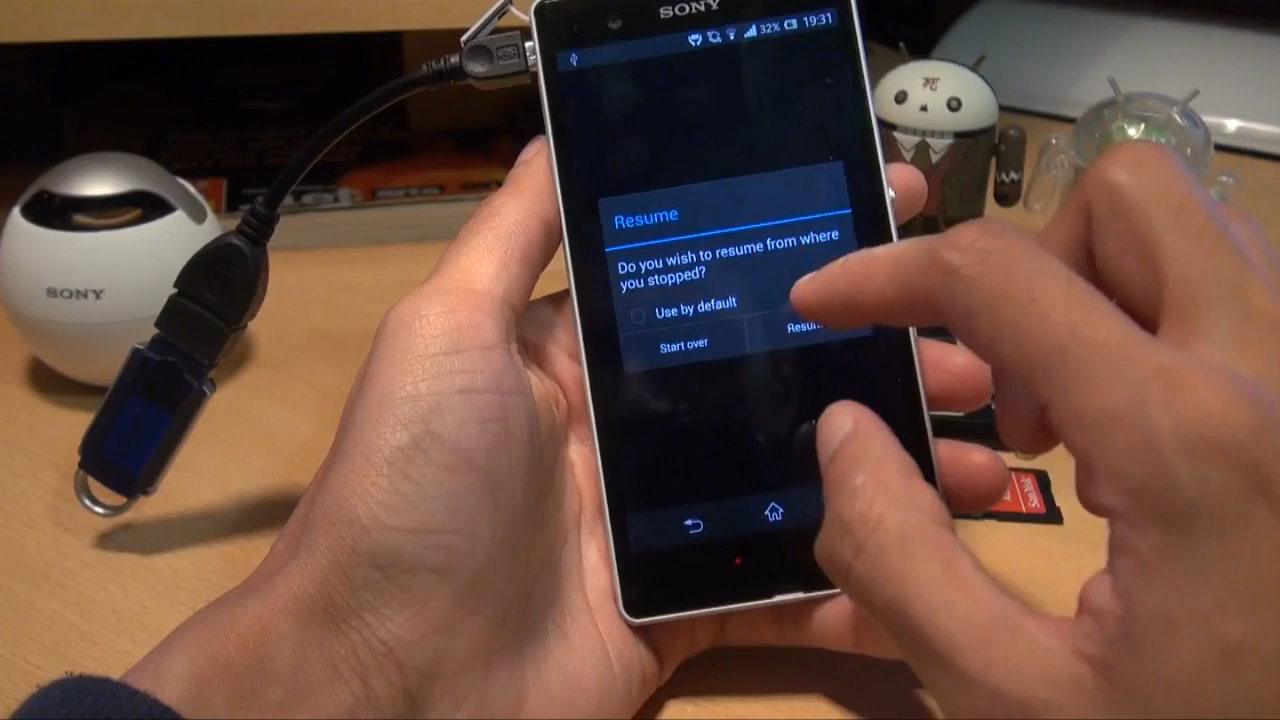 SONY
32% 19:31
Resume
Do you wish to resume from where
you stopped?
Use by default
Start over
SONY
SanDisk